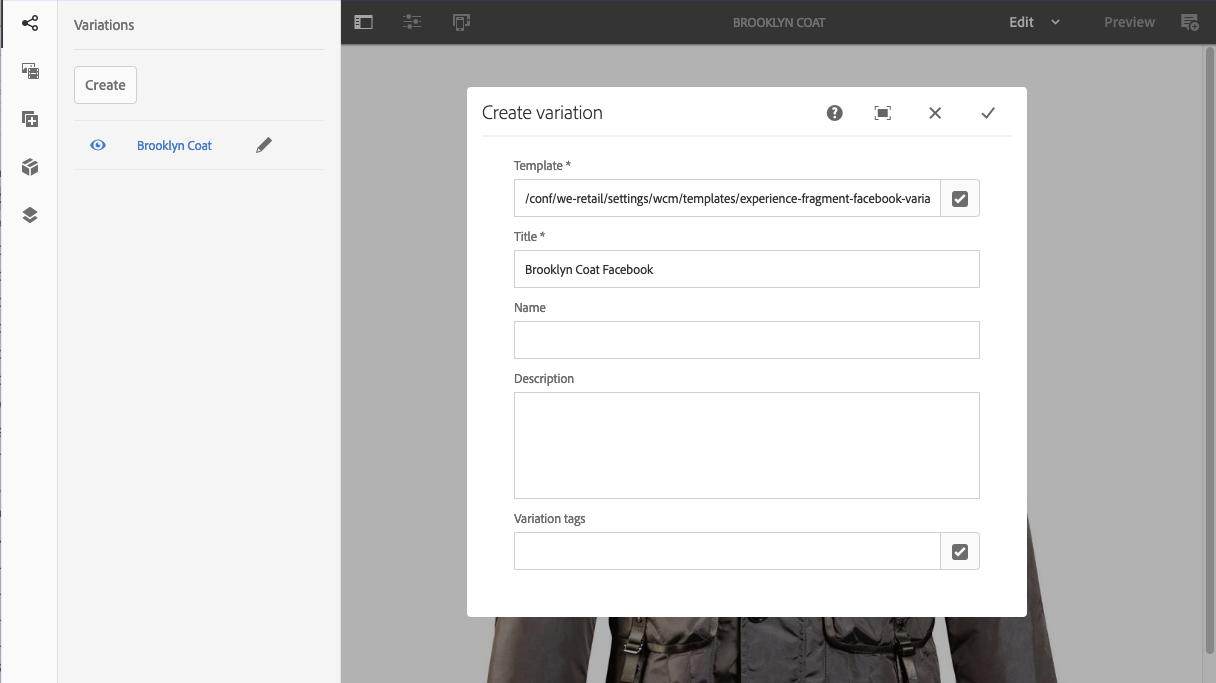 Variations
BROOKLYN COAT
Edit
Preview
Create
Brooklyn Coat
Create variation
Template *
/conf/we-retail/settings/wcm/templates/experience-fragment-facebook-varia
Title *
Brooklyn Coat Facebook
Name
Description
Variation tags